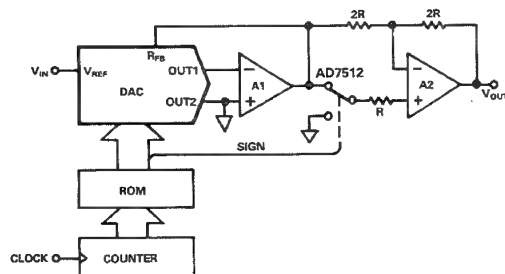 2R
2R
RFB
VIN
VREF
OUT1
A1
AD7512
DAC
A2
OUT2
VOUT
R
SIGN
ROM
CLOCK
COUNTER